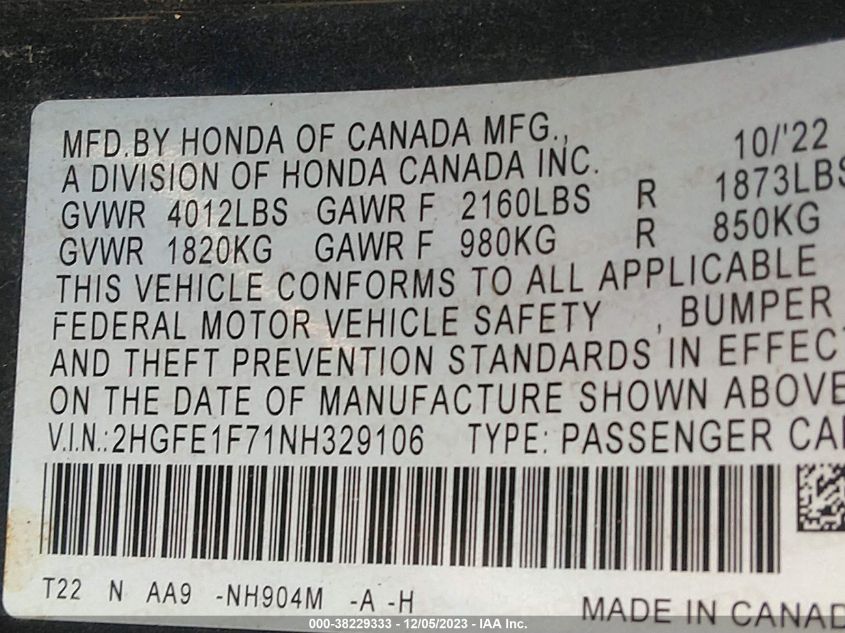 MFD.BY HONDA OF CANADA MFG., 10/'22
A DIVISION OF HONDA CANADA INC.
GVWR 4012LBS GAWR F 2160LBS R 1873LBS
GVWR 1820KG GAWR F 980KG R 850KG
THIS VEHICLE CONFORMS TO ALL APPLICABLE
FEDERAL MOTOR VEHICLE SAFETY , BUMPER
AND THEFT PREVENTION STANDARDS IN EFFEC
ON THE DATE OF MANUFACTURE SHOWN ABOVE
V.I.N.:2HGFE1F71NH329106 TYPE: PASSENGER CA
T22 N AA9 -NH904M -A -H
MADE IN CANAD
000-38229333 - 12/05/2023 - IAA Inc.